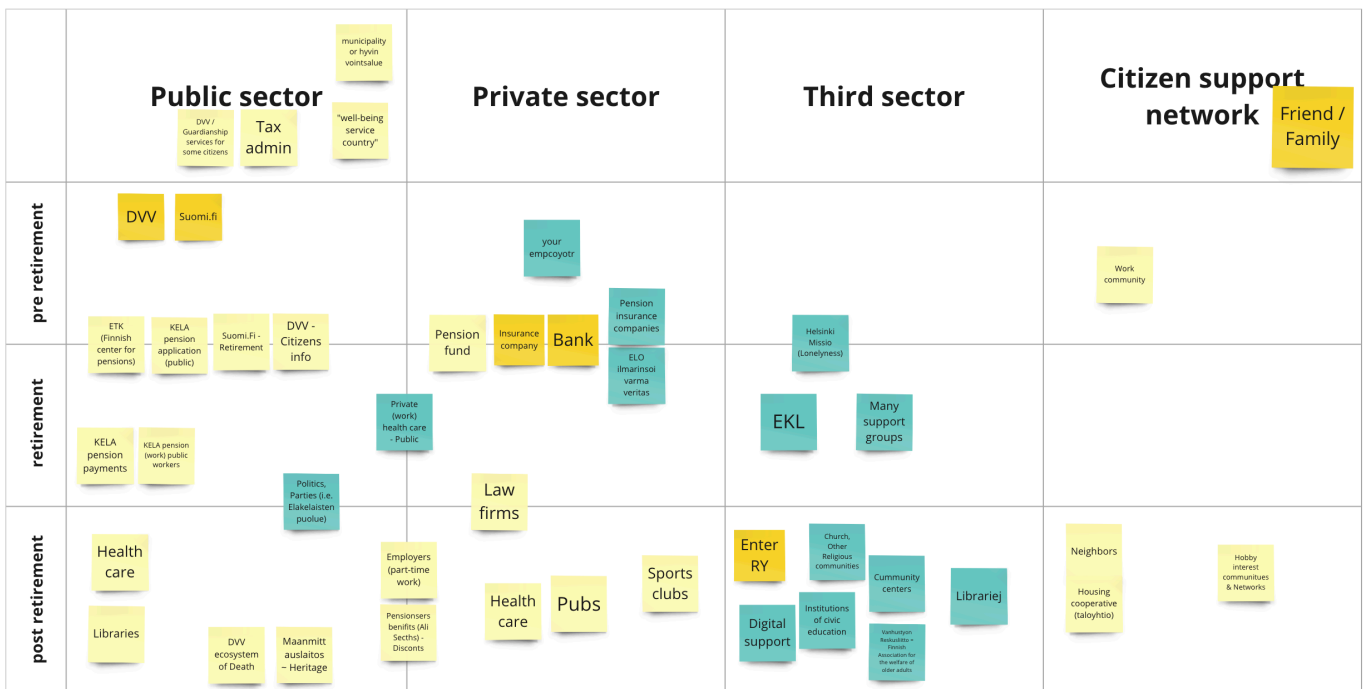 municipality
or hyvin
vointsalue
Public sector
Private sector
Third sector
Citizen support
network
Friend /
Family
DVV /
Guardianship
services for
some citizens
Tax
admin
"well-being
service
country"
pre retirement
DVV
Suomi.fi
your
empcoyotr
Work
community
ETK
(Finnish
center for
pensions)
KELA
pension
application
(public)
Suomi.Fi -
Retirement
DVV -
Citizens
info
Pension
fund
Insurance
company
Bank
Pension
insurance
companies
Helsinki
Missio
(Lonelyness)
retirement
ELO
ilmarinsoi
varma
veritas
Private
(work)
health care
- Public
EKL
Many
support
groups
KELA
pension
payments
KELA pension
(work) public
workers
Politics,
Parties (i.e.
Elakelaisten
puolue)
Law
firms
post retirement
Health
care
Employers
(part-time
work)
Health
care
Pubs
Sports
clubs
Enter
RY
Church,
Other
Religious
communities
Cummunity
centers
Librariej
Neighbors
Hobby
interest
communitues
& Networks
Libraries
DVV
ecosystem
of Death
Maanmitt
auslaitos
~ Heritage
Pensionsers
benifits (Ali
Secths) -
Disconts
Digital
support
Institutions
of civic
education
Vanhustyon
Reskusliitto =
Finnish
Association for
the welfare of
older adults
Housing
cooperative
(taloyhtio)